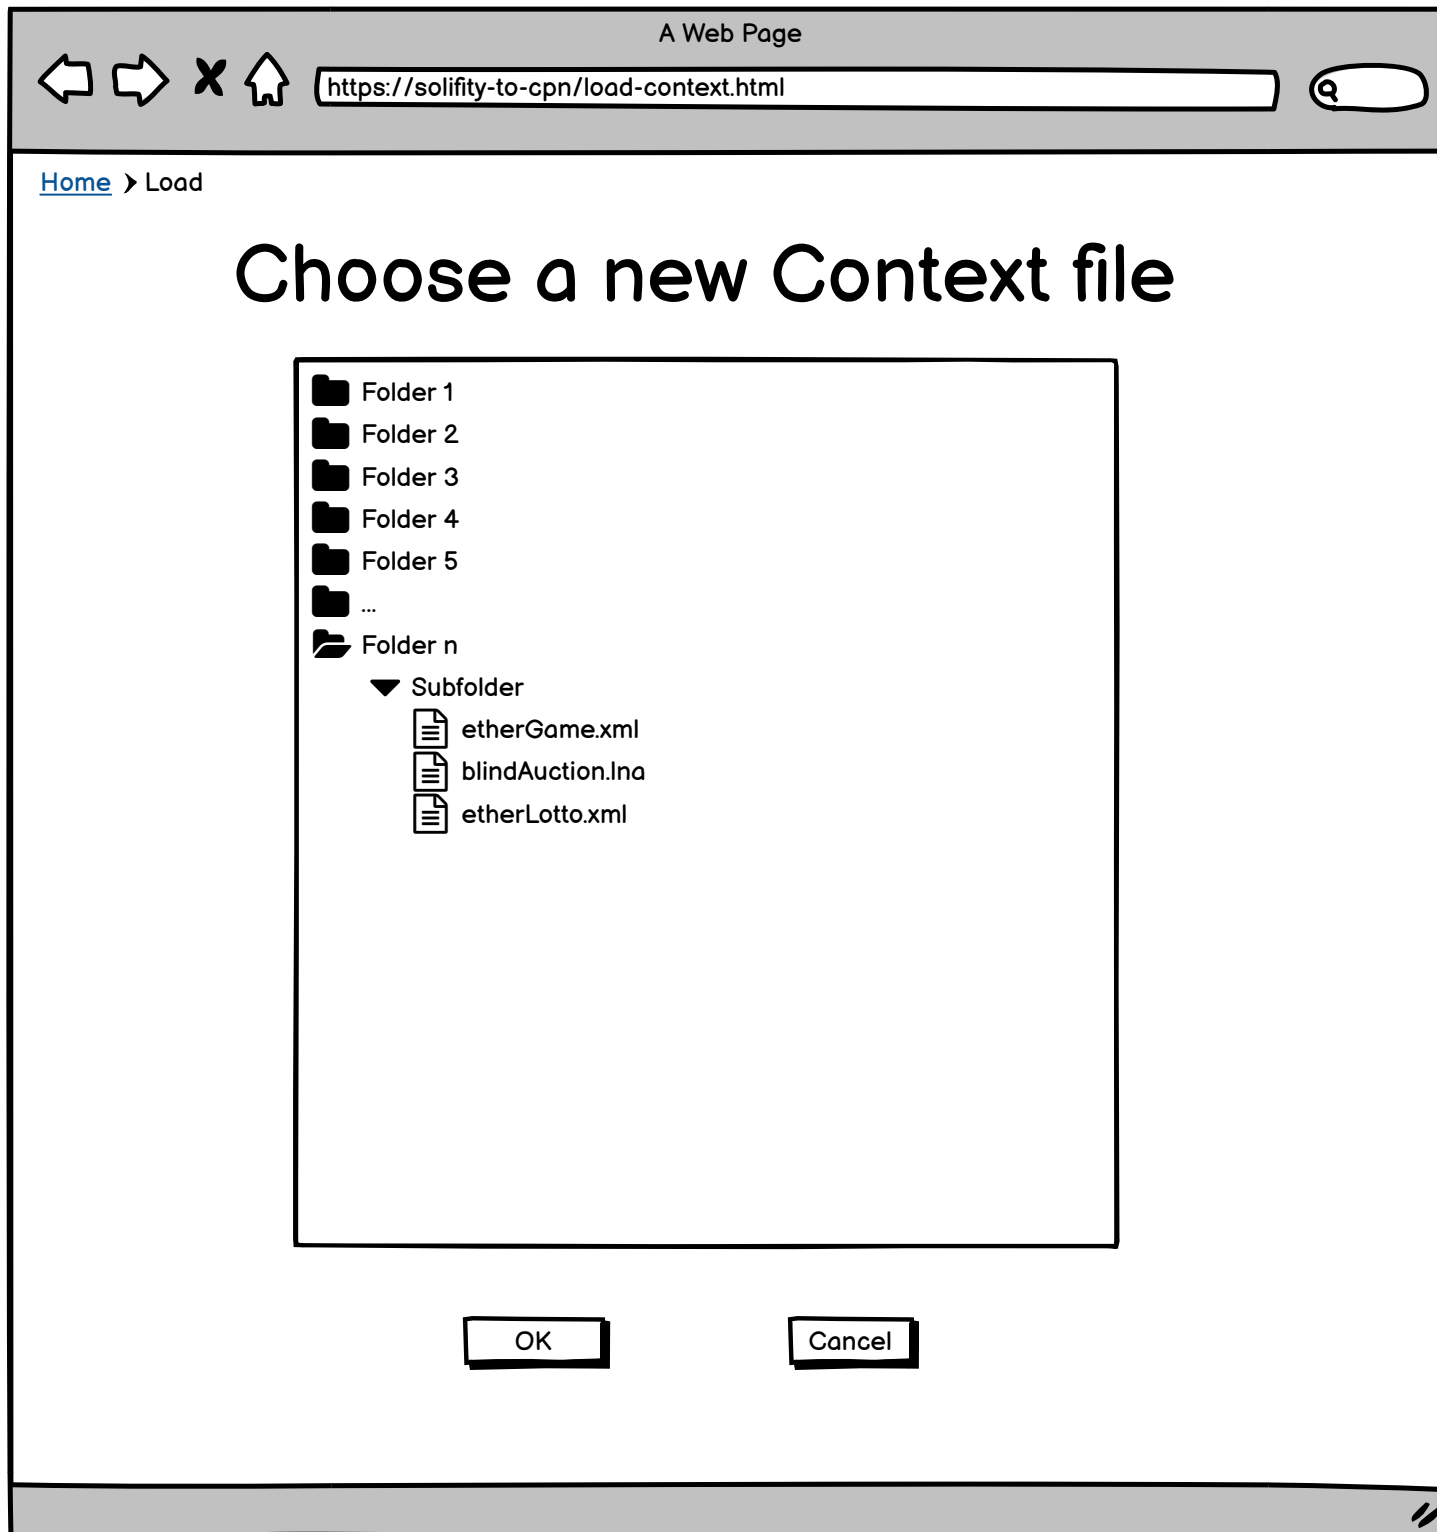 A Web Page
https://solifity-to-cpn/load-context.html
Home Load
Choose a new Context file
Folder 1
Folder 2
Folder 3
Folder 4
Folder 5
...
Folder n
Subfolder
etherGame.xml
blindAuction.lna
etherLotto.xml
OK Cancel